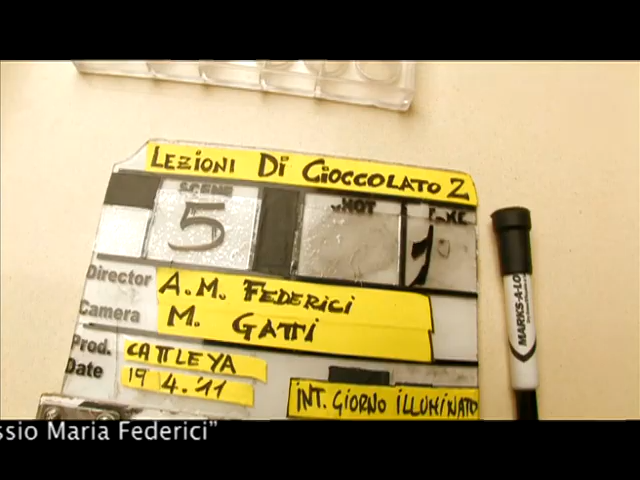 LEZIONI Di CiOCCOLATO 2
SCENE SHOT TAKE
5 1°
Director A.M. FEDERICI
Camera M. GATTI
Prod. CATTLEYA
Date 19 4.11
iNT. GiORNO iLLUMiNATO
MARKS-A-LO
ssio Maria Federici”